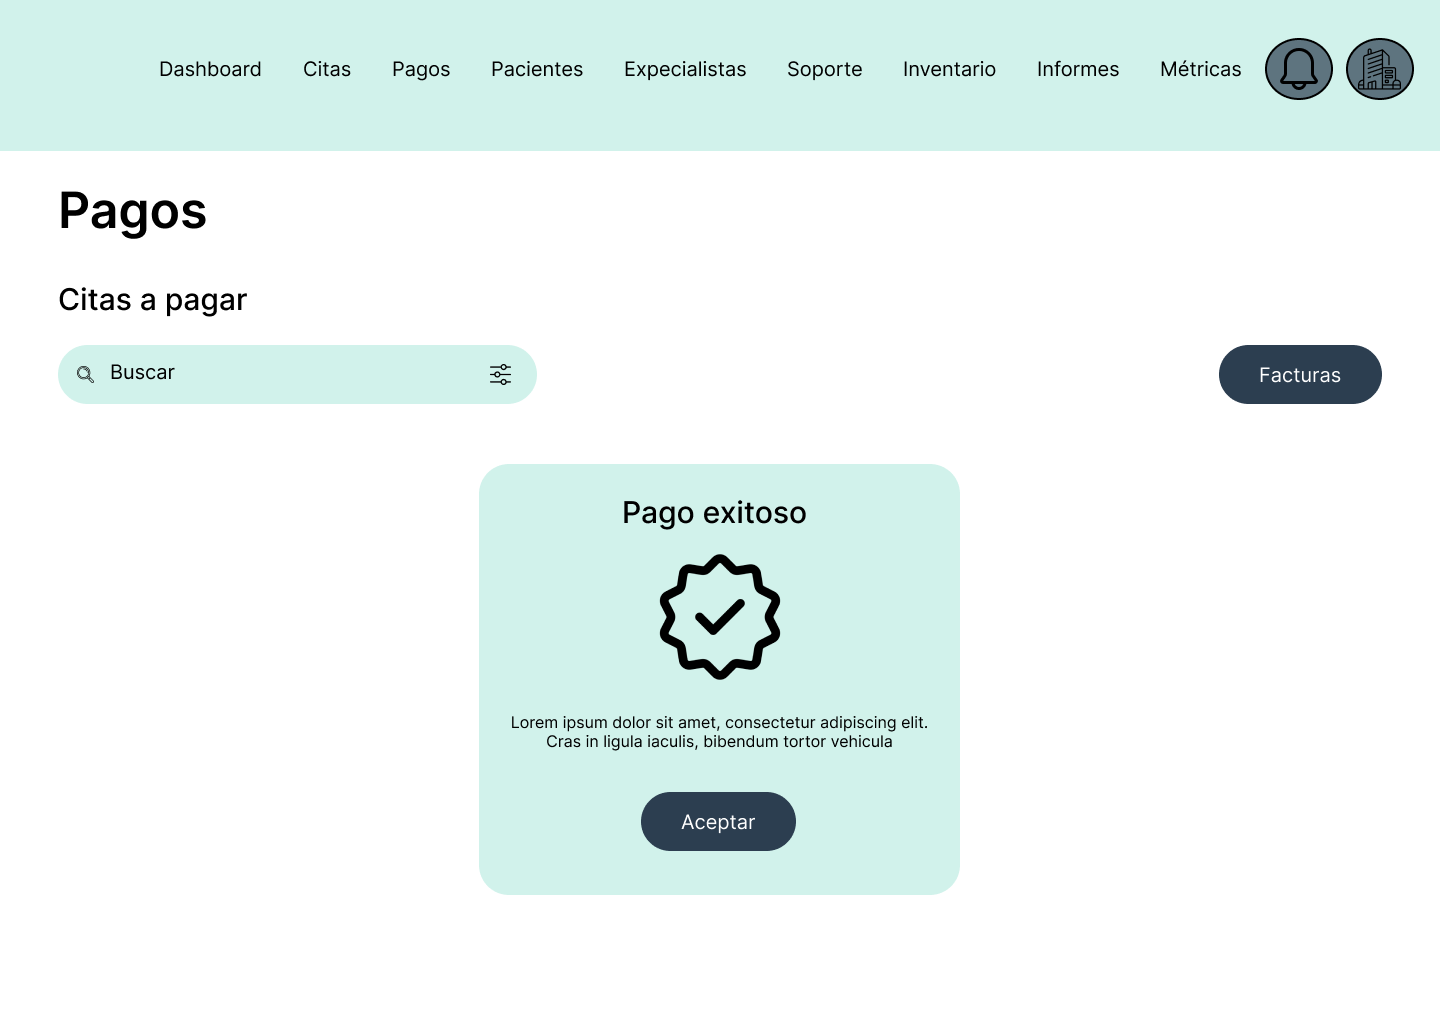 Dashboard Citas Pagos Pacientes Expecialistas Soporte Inventario Informes Métricas
Pagos
Citas a pagar
Buscar
Facturas
Pago exitoso
Lorem ipsum dolor sit amet, consectetur adipiscing elit.
Cras in ligula iaculis, bibendum tortor vehicula
Aceptar